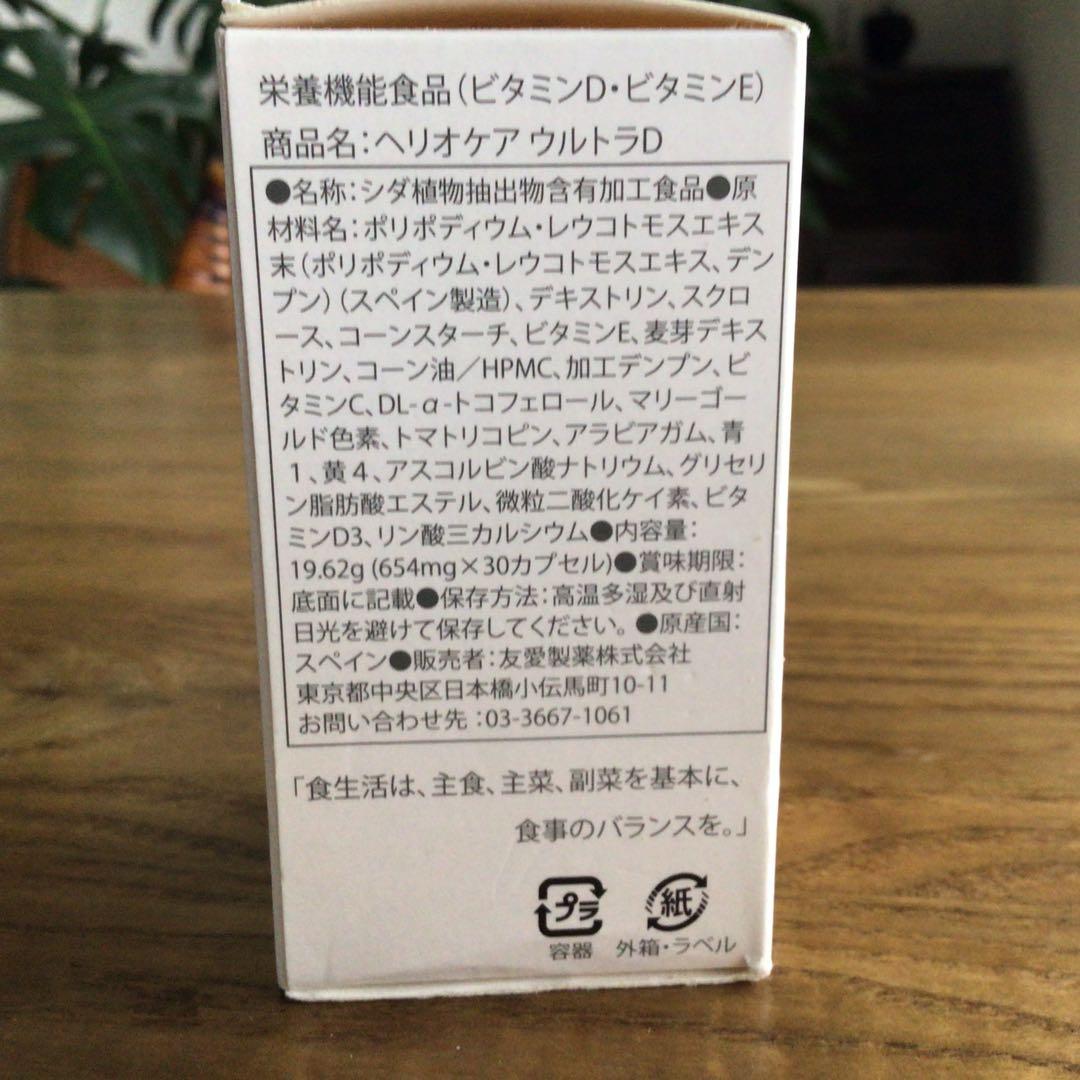 栄養機能食品(ビタミンD・ビタミンE)
商品名:ヘリオケア ウルトラD
●名称:シダ植物抽出物含有加工食品●原
材料名:ポリポディウム・レウコトモスエキス
末(ポリポディウム・レウコトモスエキス、デン
プン)(スペイン製造)、デキストリン、スクロ
ース、コーンスターチ、ビタミンE、麦芽デキス
トリン、コーン油/HPMC、加工デンプン、ビ
タミンC、DL-α-トコフェロール、マリーゴー
ルド色素、トマトリコピン、アラビアガム、青
1、黄4、アスコルビン酸ナトリウム、グリセリ
ン脂肪酸エステル、微粒二酸化ケイ素、ビタ
ミンD3、リン酸三カルシウム●内容量:
19.62g (654mg×30カプセル)●賞味期限:
底面に記載●保存方法:高温多湿及び直射
日光を避けて保存してください。●原産国:
スペイン●販売者:友愛製薬株式会社
東京都中央区日本橋小伝馬町10-11
お問い合わせ先:03-3667-1061
「食生活は、主食、主菜、副菜を基本に、
食事のバランスを。」
プラ 紙
容器 外箱・ラベル